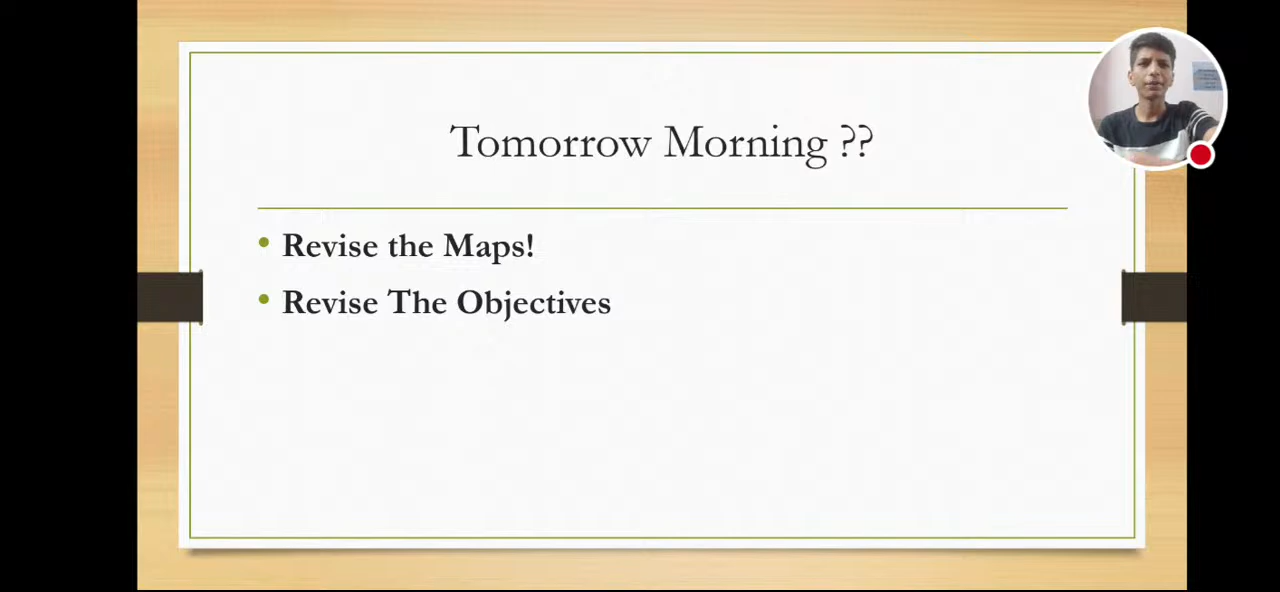 Tomorrow Morning ??
Revise the Maps!
Revise The Objectives